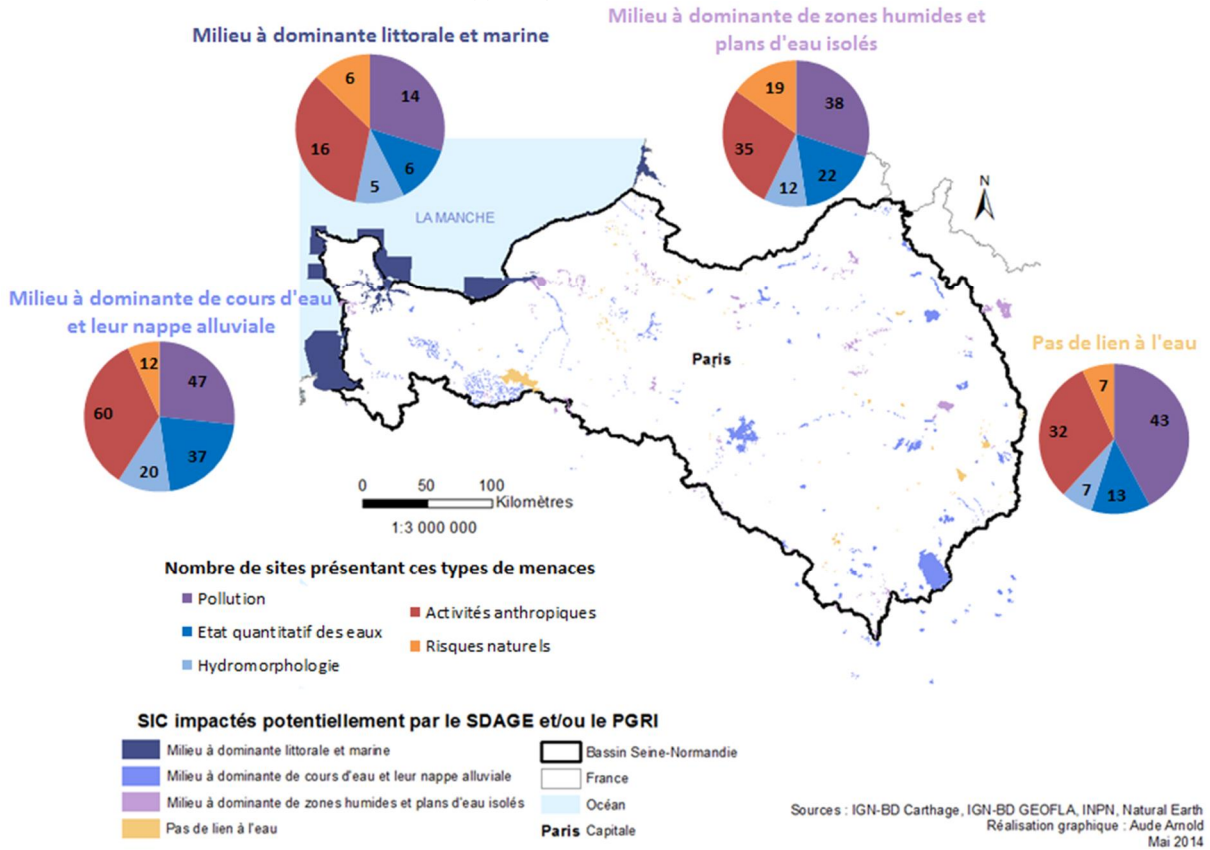 Milieu à dominante littorale et marine
6
14
16
6
5
Milieu à dominante de zones humides et
plans d'eau isolés
19
38
35
22
12
LA MANCHE
N
Milieu à dominante de cours d'eau
et leur nappe alluviale
12
47
60
37
20
Paris
Pas de lien à l'eau
7
43
32
7
13
0 50 100
Kilomètres
1:3 000 000
Nombre de sites présentant ces types de menaces
Pollution
Etat quantitatif des eaux
Hydromorphologie
Activités anthropiques
Risques naturels
SIC impactés potentiellement par le SDAGE et/ou le PGRI
Milieu à dominante littorale et marine
Milieu à dominante de cours d'eau et leur nappe alluviale
Milieu à dominante de zones humides et plans d'eau isolés
Pas de lien à l'eau
Bassin Seine-Normandie
France
Océan
Paris Capitale
Sources : IGN-BD Carthage, IGN-BD GEOFLA, INPN, Natural Earth
Réalisation graphique : Aude Arnold
Mai 2014